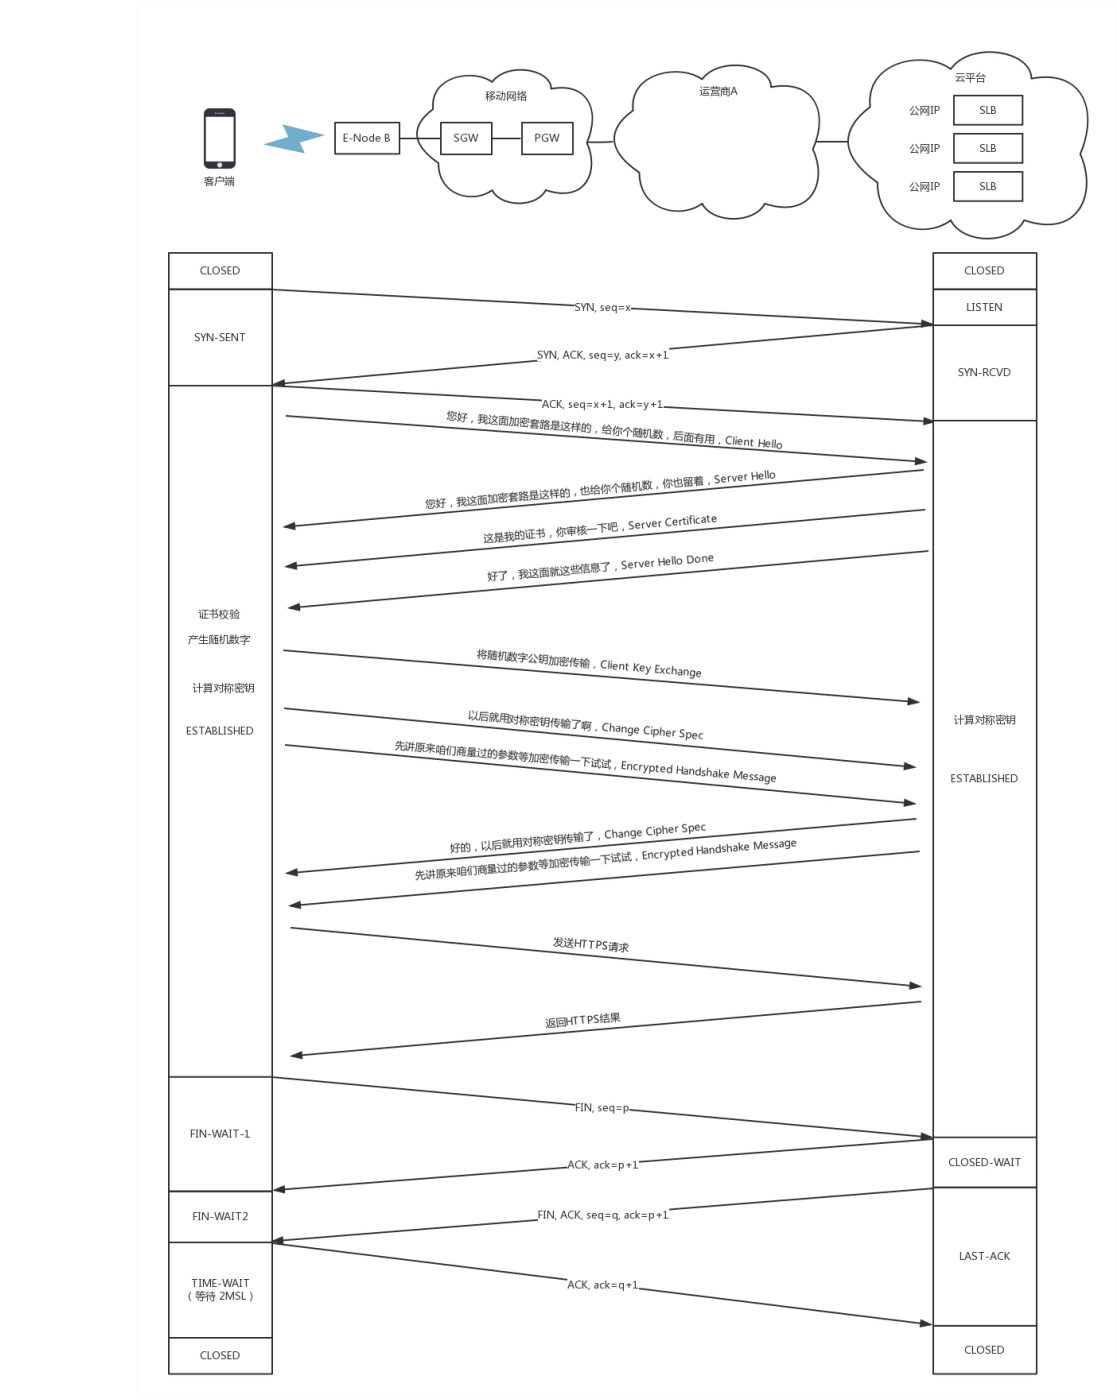 移动网络
运营商A
云平台
公网IP
SLB
E-Node B
SGW
PGW
公网IP
SLB
客户端
公网IP
SLB
CLOSED
CLOSED
SYN, seq=x
LISTEN
SYN-SENT
SYN, ACK, seq=y, ack=x+1
SYN-RCVD
ACK, seq=x+1, ack=y+1
您好，我这面加密套路是这样的，给你个随机数，后面有用，Client Hello
您好，我这面加密套路是这样的，也给你个随机数，你也留着，Server Hello
这是我的证书，你审核一下吧，Server Certificate
好了，我这面就这些信息了，Server Hello Done
证书校验
产生随机数字
将随机数字公钥加密传输，Client Key Exchange
计算对称密钥
以后就用对称密钥传输了啊，Change Cipher Spec
计算对称密钥
ESTABLISHED
先讲原来咱们商量过的参数等加密传输一下试试，Encrypted Handshake Message
ESTABLISHED
好的，以后就用对称密钥传输了，Change Cipher Spec
先讲原来咱们商量过的参数等加密传输一下试试，Encrypted Handshake Message
发送HTTPS请求
返回HTTPS结果
FIN, seq=p
FIN-WAIT-1
ACK, ack=p+1
CLOSED-WAIT
FIN-WAIT2
FIN, ACK, seq=q, ack=p+1
LAST-ACK
TIME-WAIT
（等待 2MSL）
ACK, ack=q+1
CLOSED
CLOSED